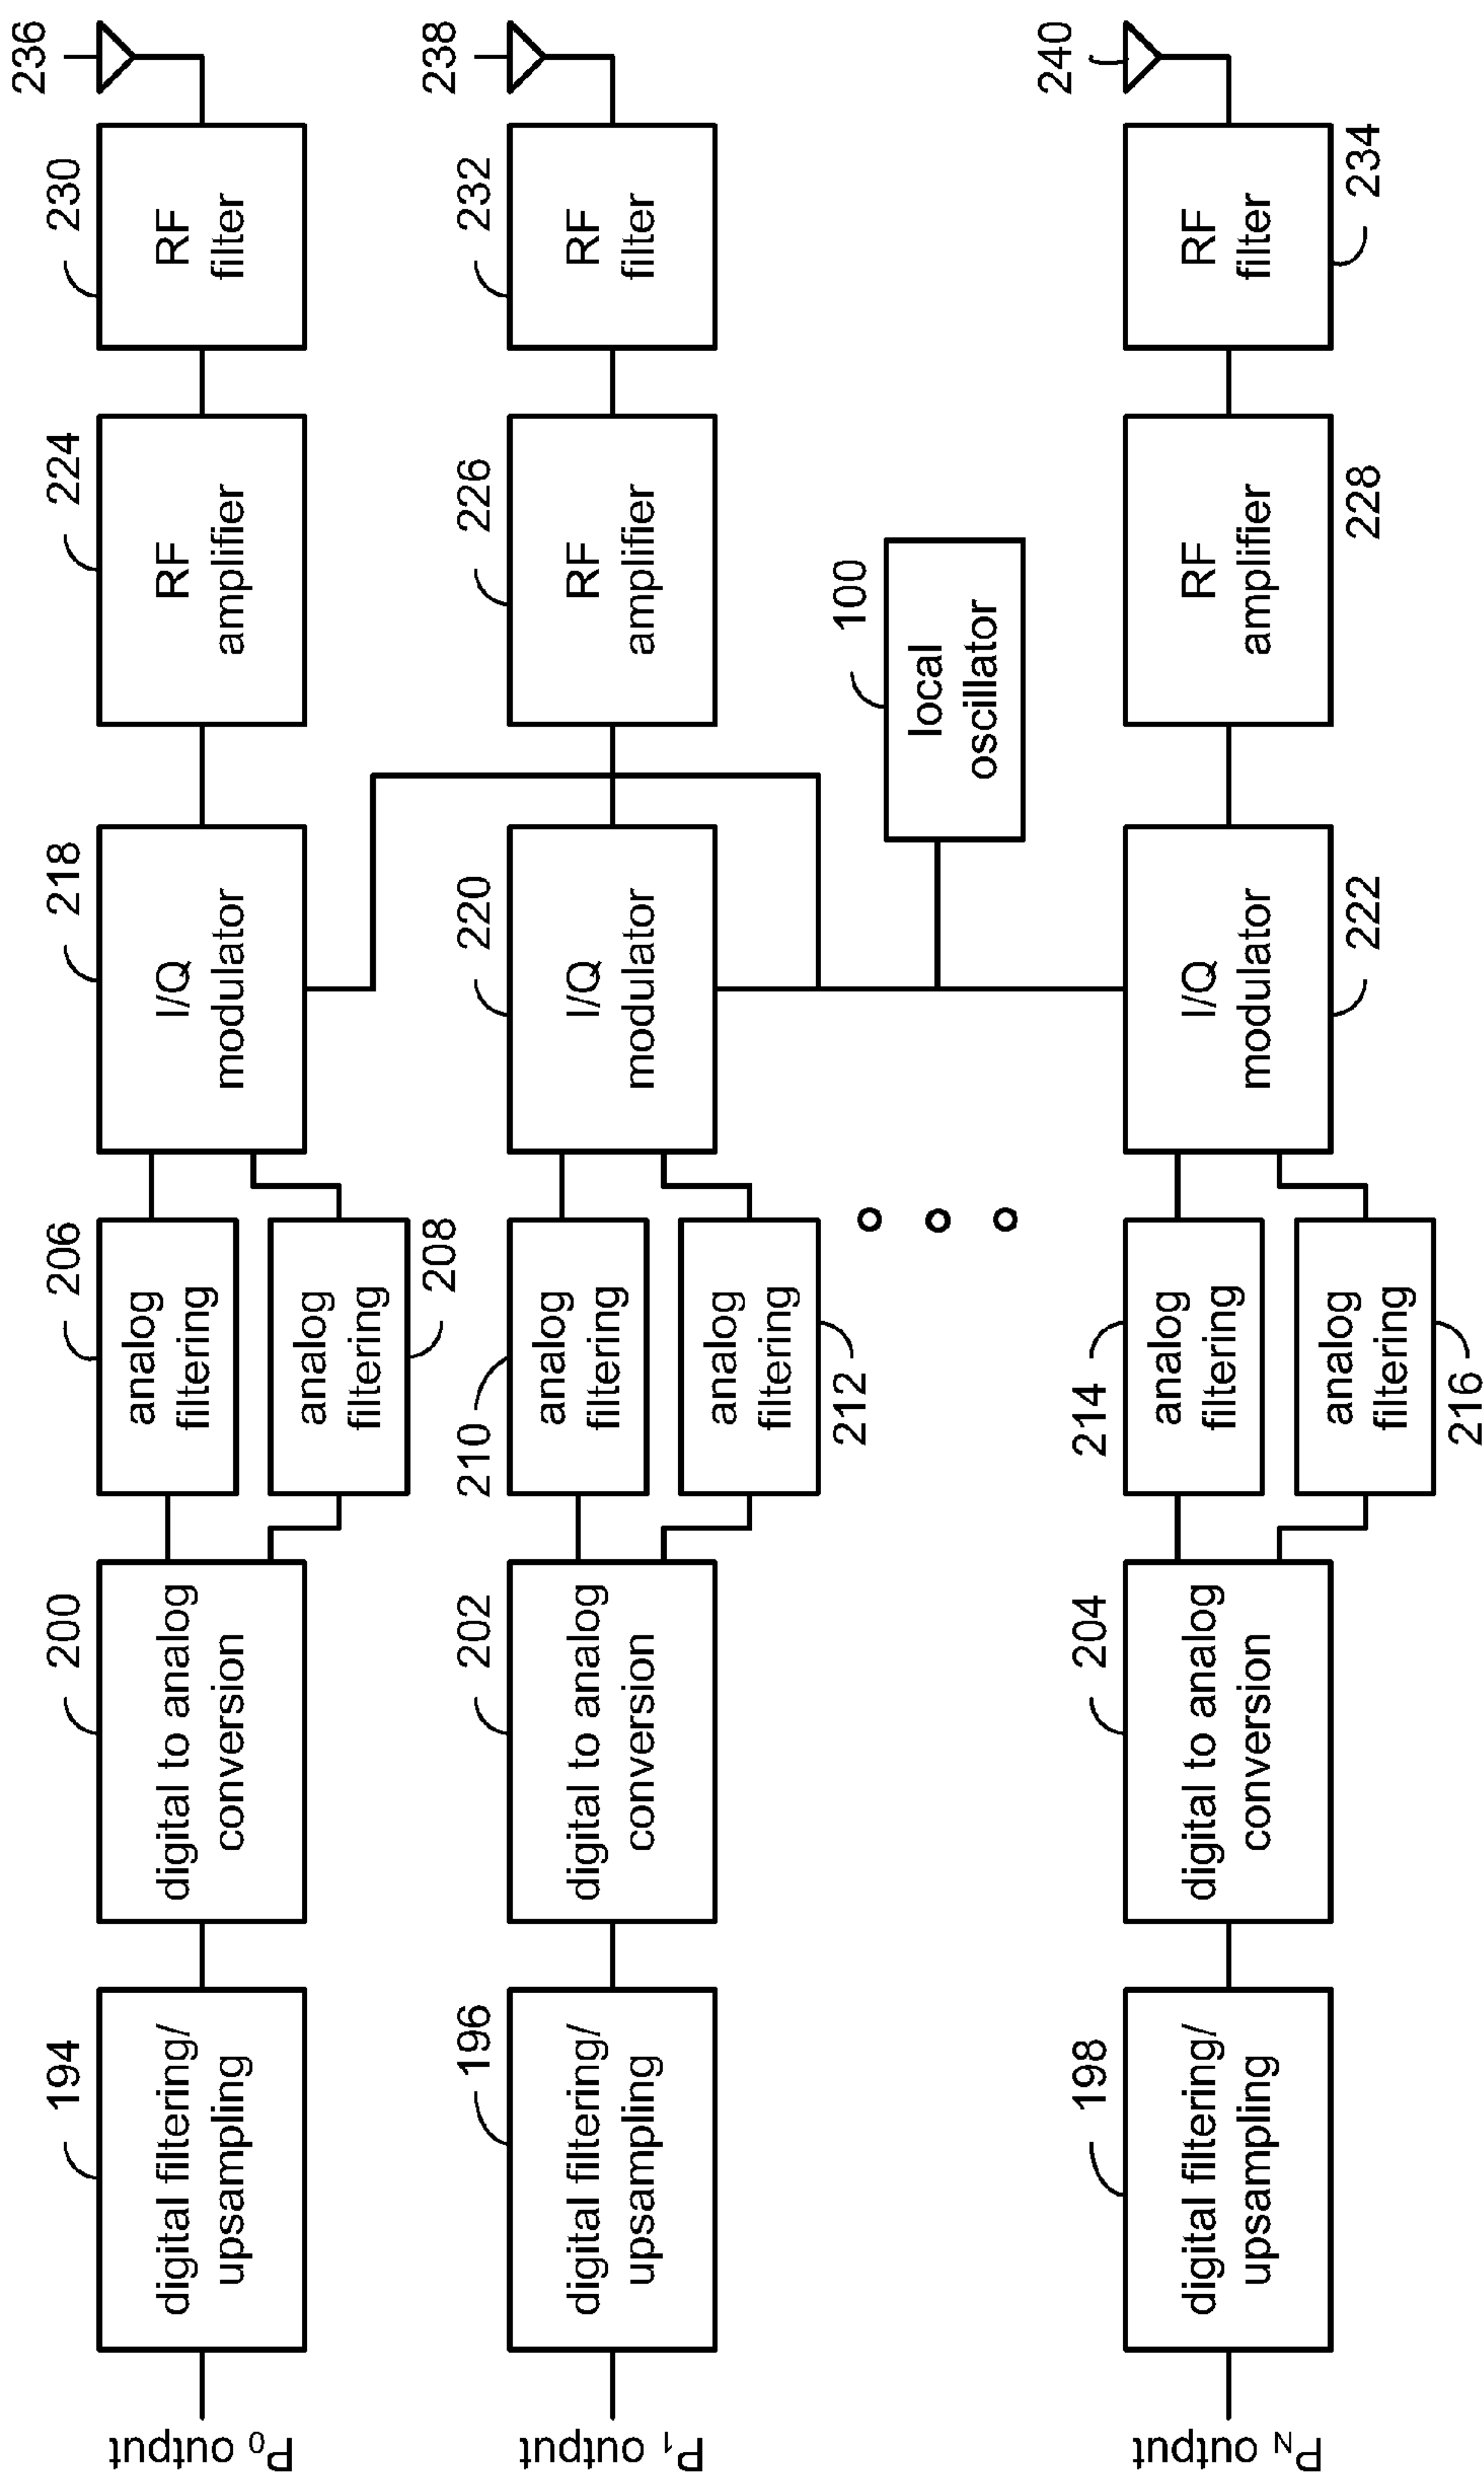 P0 output
194
digital filtering/
upsampling
200
digital to analog
conversion
206
analog
filtering
208
analog
filtering
218
I/Q
modulator
224
RF
amplifier
230
RF
filter
236
P1 output
196
digital filtering/
upsampling
202
digital to analog
conversion
210
analog
filtering
212
analog
filtering
220
I/Q
modulator
226
RF
amplifier
232
RF
filter
238
100
local
oscillator
PN output
198
digital filtering/
upsampling
204
digital to analog
conversion
214
analog
filtering
216
analog
filtering
222
I/Q
modulator
228
RF
amplifier
234
RF
filter
240